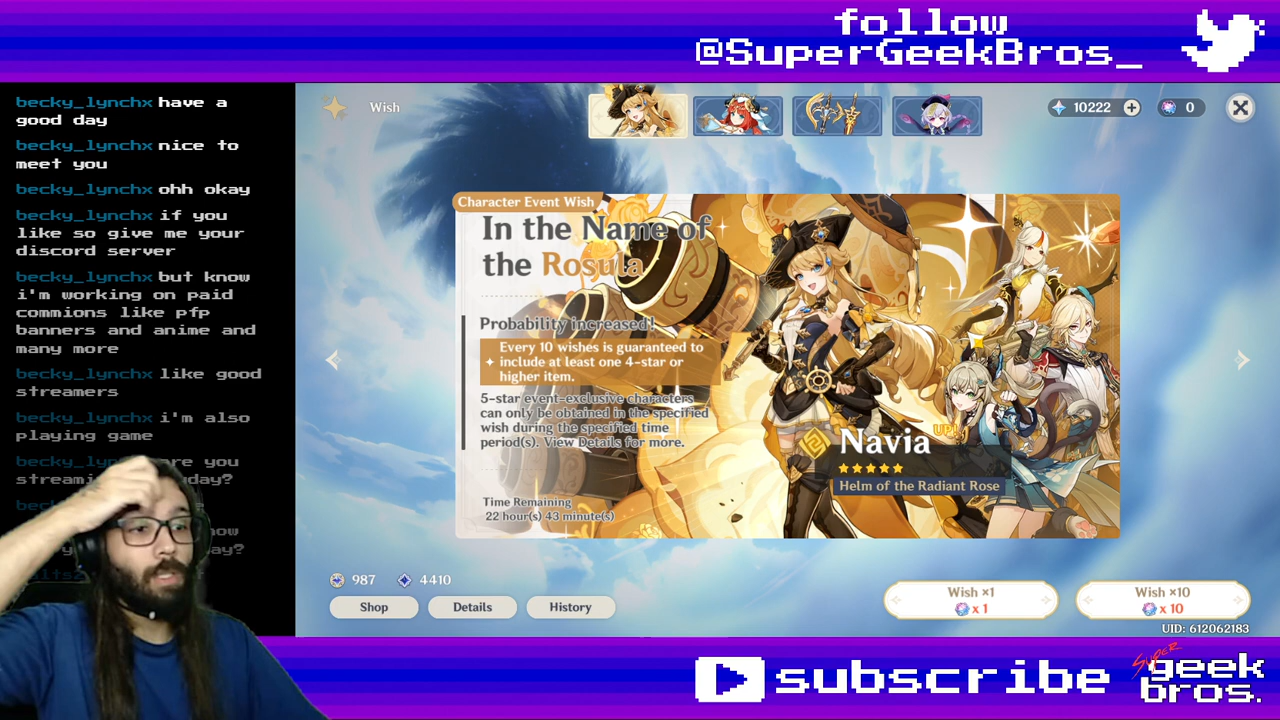 follow
@SuperGeekBros_
becky_lynchx have a
good day
becky_lynchx nice to
meet you
becky_lynchx ohh okay
becky_lynchx if you
like so give me your
discord server
becky_lynchx but know
i'm working on paid
commions like pfp
banners and anime and
many more
becky_lynchx like good
streamers
becky_lynchx i'm also
playing game
Wish
10222
0
Character Event Wish
In the Name of
the Rosula
Probability increased!
Every 10 wishes is guaranteed to
include at least one 4-star or
higher item.
5-star event-exclusive characters
can only be obtained in the specified
wish during the specified time
period(s). View Details for more.
Time Remaining
22 hour(s) 43 minute(s)
UP!
Navia
Helm of the Radiant Rose
987
4410
Shop
Details
History
Wish ×1
x 1
Wish ×10
x 10
UID: 612062183
subscribe
SUPER
geek
bros.